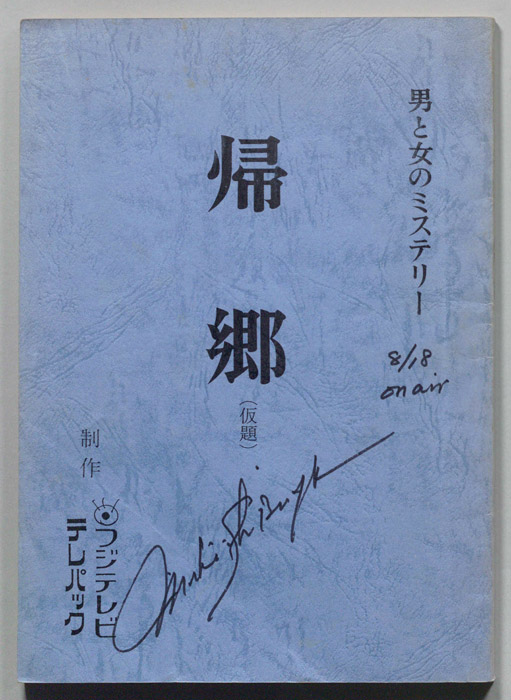 男と女のミステリー
8/18
on air
帰郷
(仮題)
制作
フジテレビ
テレパック